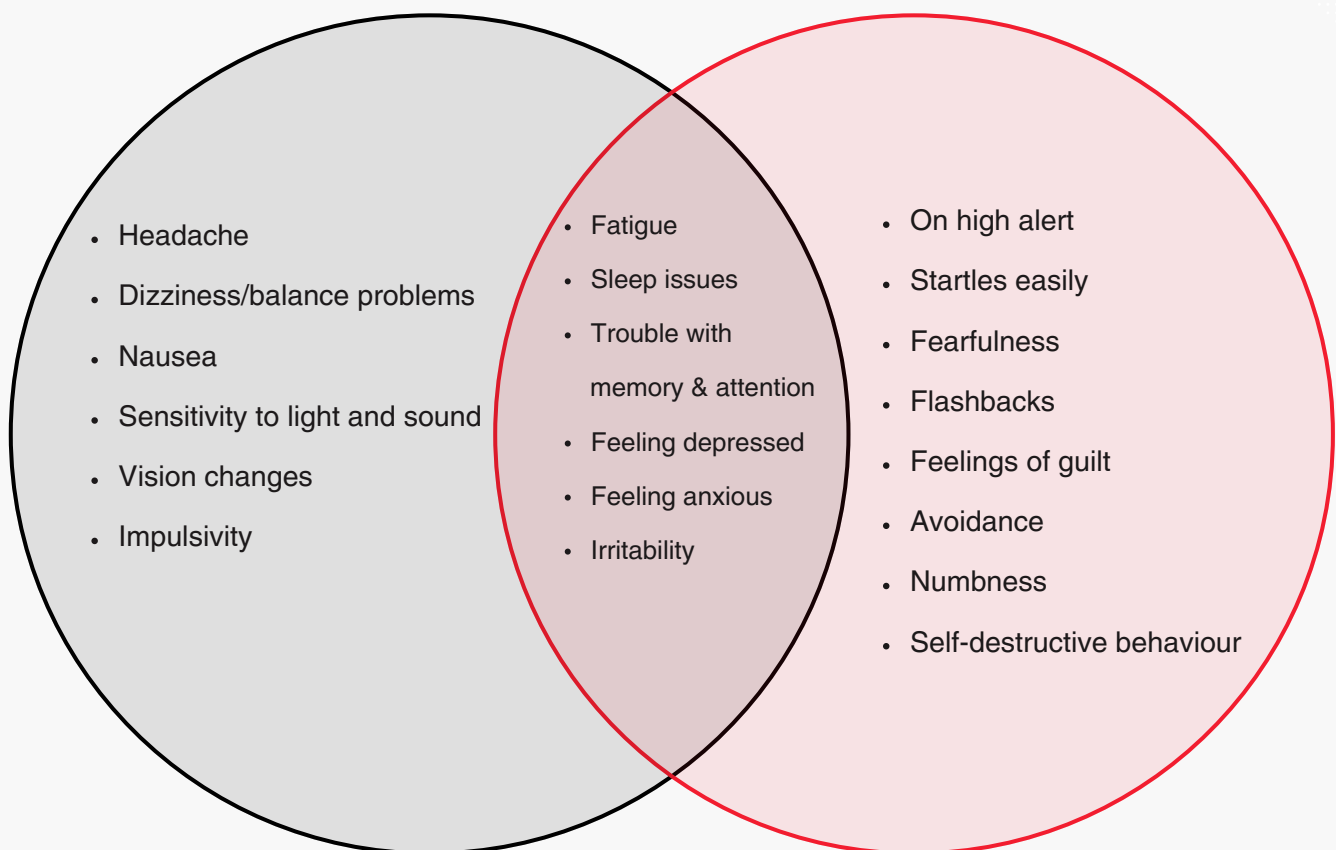 • Headache
• Dizziness/balance problems
• Nausea
• Sensitivity to light and sound
• Vision changes
• Impulsivity
• Fatigue
• Sleep issues
• Trouble with
memory & attention
• Feeling depressed
• Feeling anxious
• Irritability
• On high alert
• Startles easily
• Fearfulness
• Flashbacks
• Feelings of guilt
• Avoidance
• Numbness
• Self-destructive behaviour